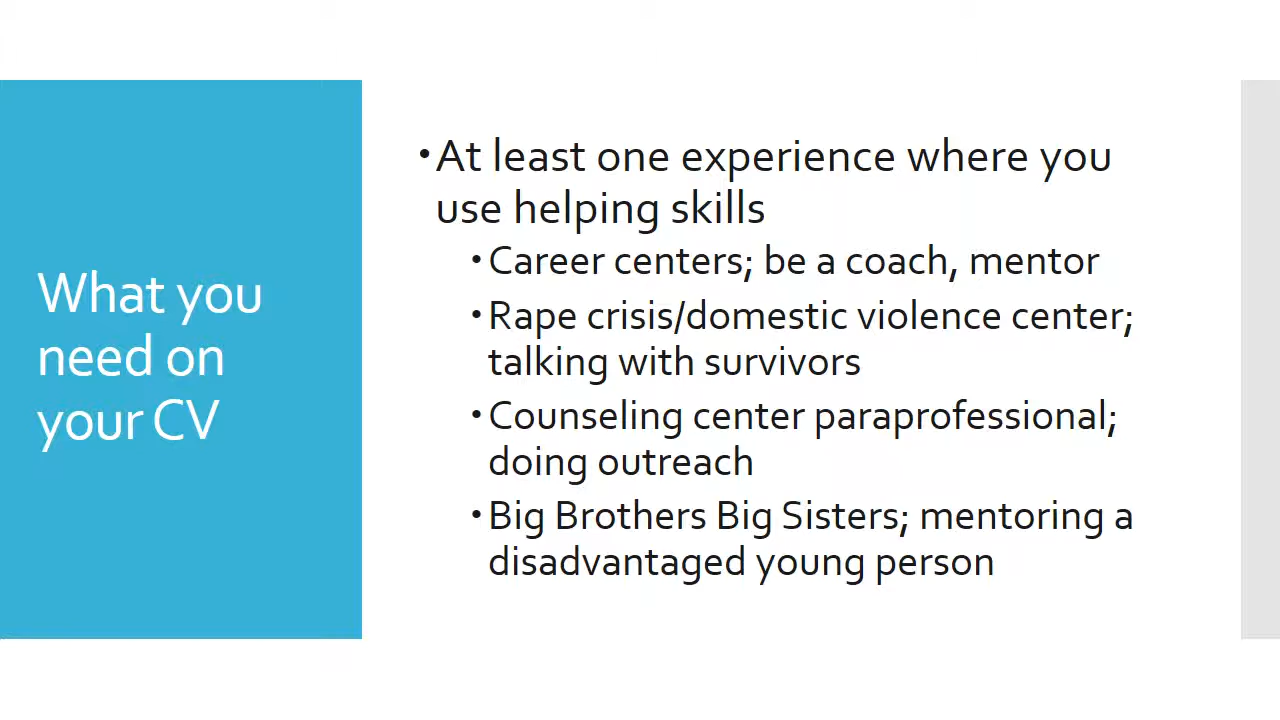 What you
need on
your CV
•At least one experience where you
use helping skills
•Career centers; be a coach, mentor
•Rape crisis/domestic violence center;
talking with survivors
•Counseling center paraprofessional;
doing outreach
•Big Brothers Big Sisters; mentoring a
disadvantaged young person